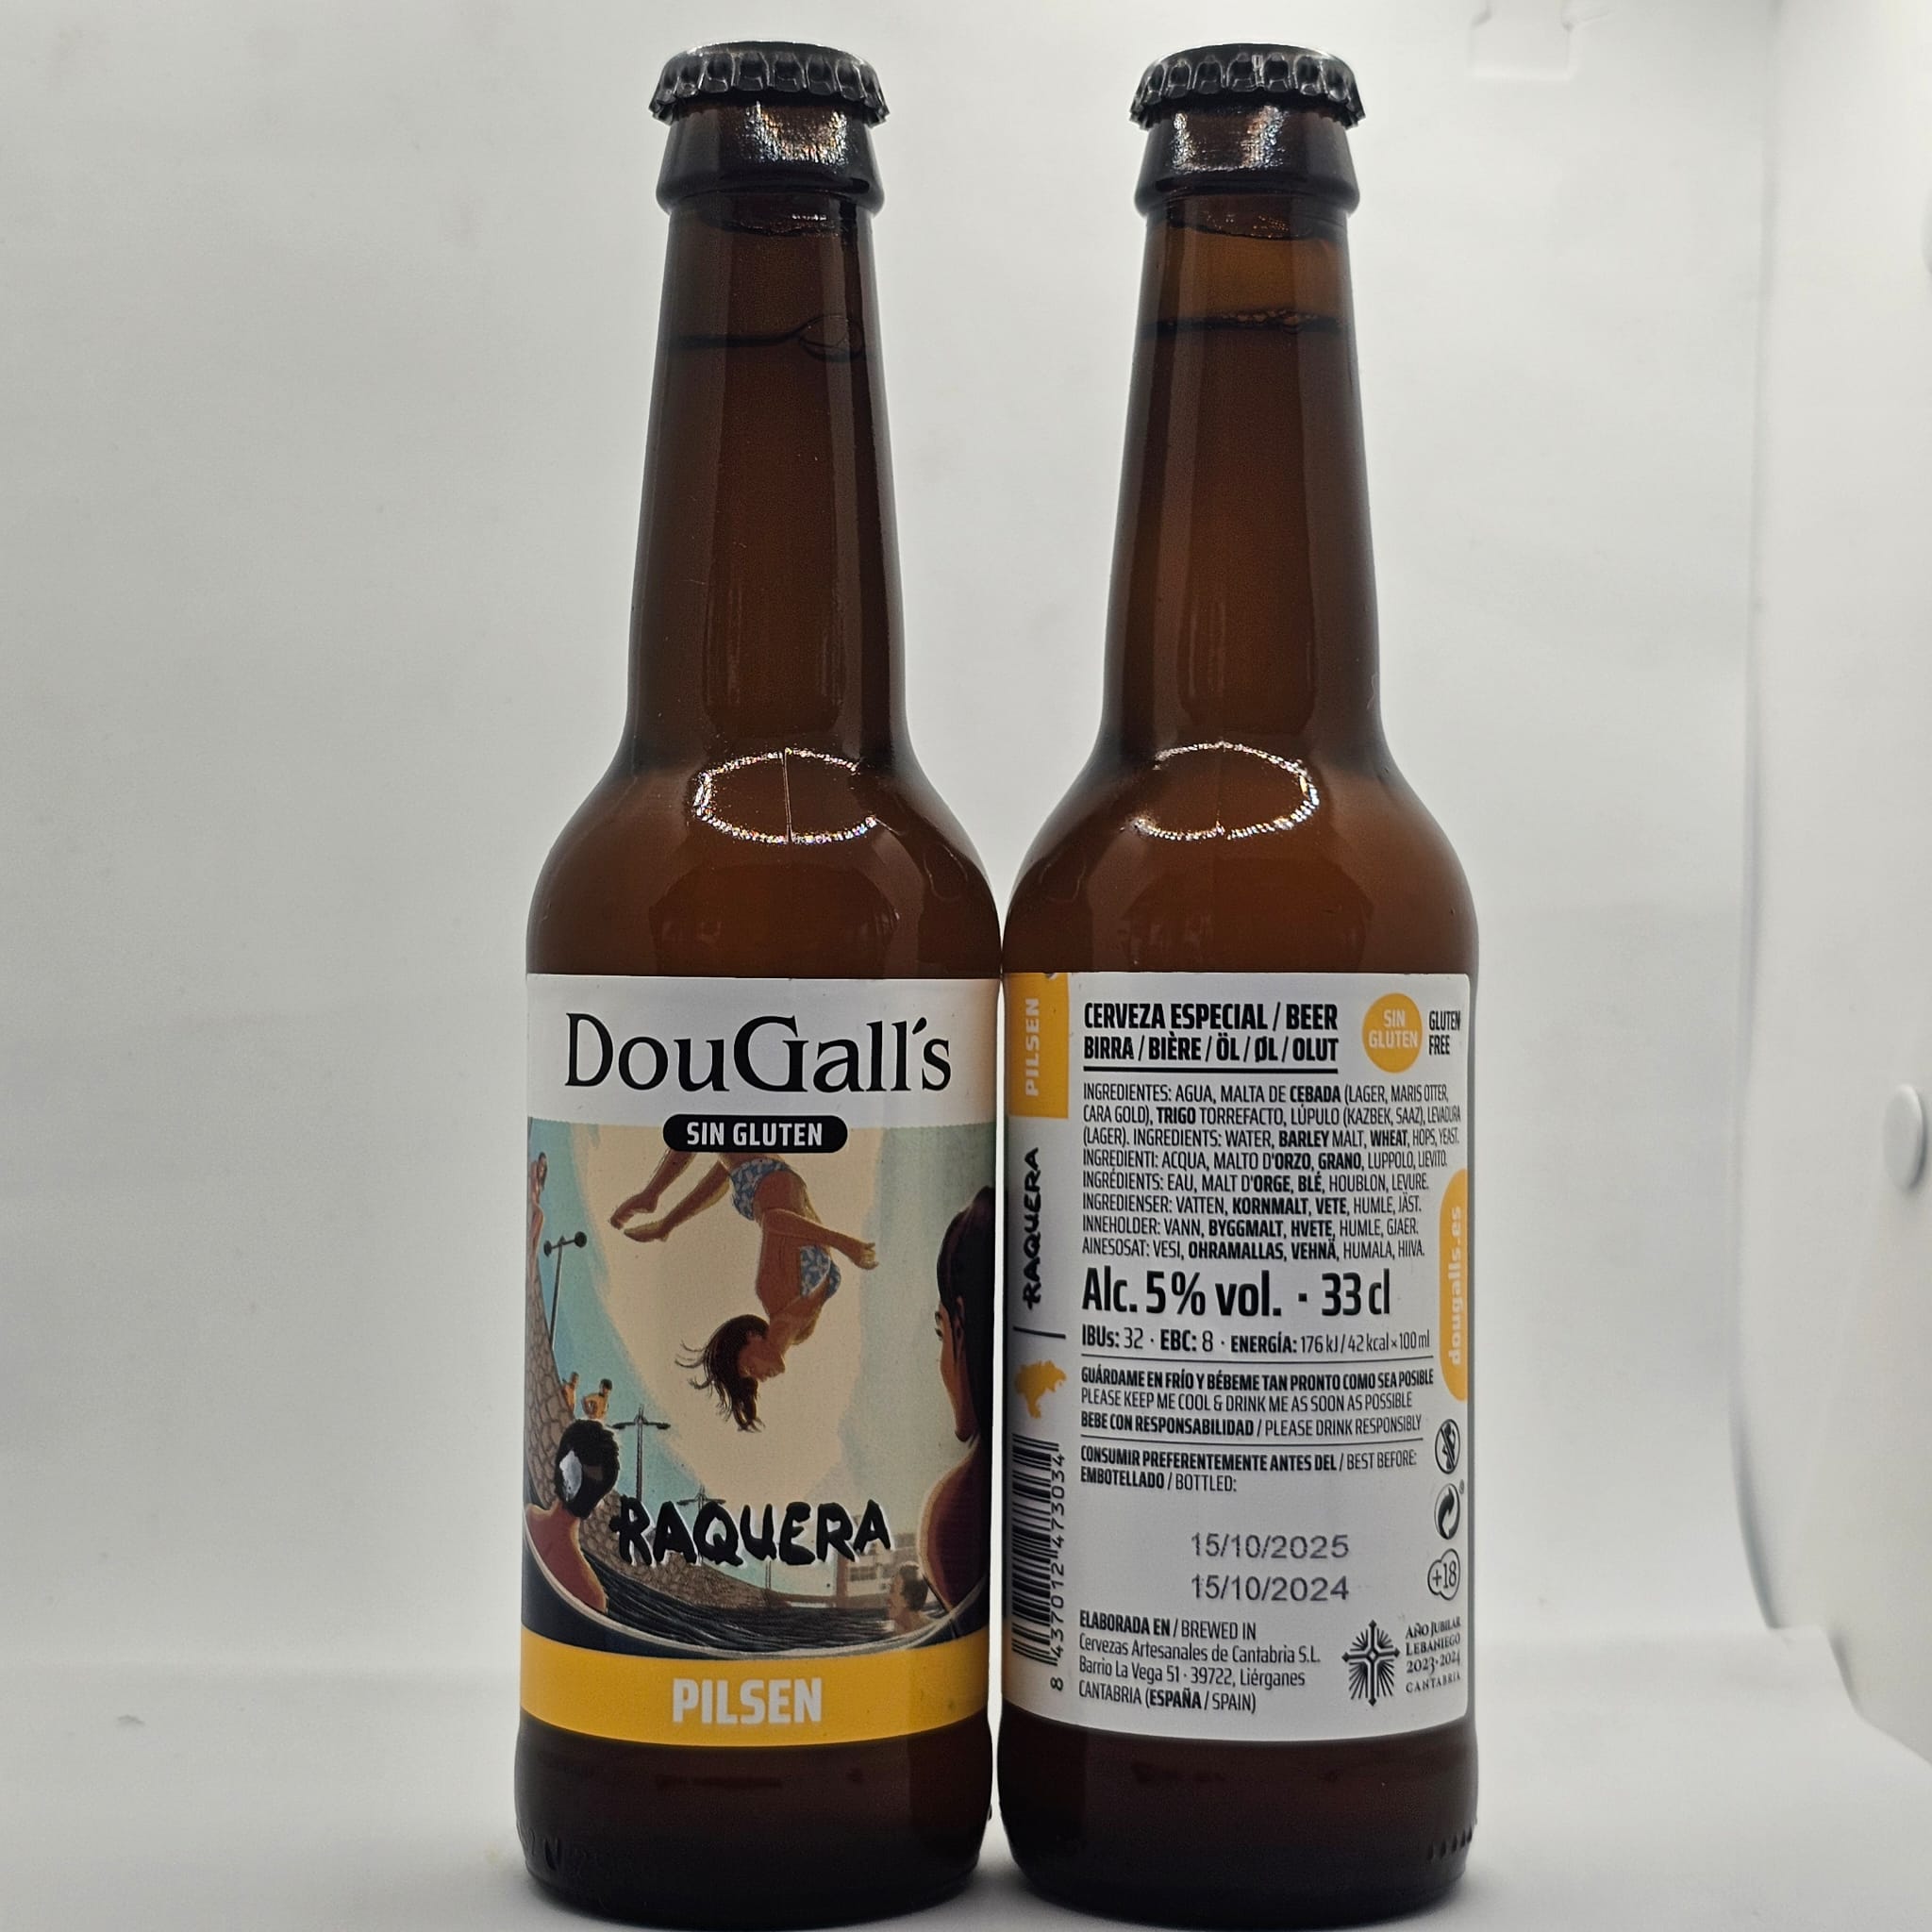 DouGall's
SIN GLUTEN
RAQUERA
PILSEN
PILSEN
RAQUERA
8 437012 473034
CERVEZA ESPECIAL / BEER
BIRRA / BIÈRE / ÖL / ØL / OLUT
SIN
GLUTEN
GLUTEN
FREE
INGREDIENTES: AGUA, MALTA DE CEBADA (LAGER, MARIS OTTER,
CARA GOLD), TRIGO TORREFACTO, LÚPULO (KAZBEK, SAAZ), LEVADURA
(LAGER). INGREDIENTS: WATER, BARLEY MALT, WHEAT, HOPS, YEAST.
INGREDIENTI: ACQUA, MALTO D'ORZO, GRANO, LUPPOLO, LIEVITO.
INGRÉDIENTS: EAU, MALT D'ORGE, BLÉ, HOUBLON, LEVURE.
INGREDIENSER: VATTEN, KORNMALT, VETE, HUMLE, JÄST.
INNEHOLDER: VANN, BYGGMALT, HVETE, HUMLE, GJAER.
AINESOSAT: VESI, OHRAMALLAS, VEHNÄ, HUMALA, HIIVA.
Alc. 5% vol. · 33 cl
IBUs: 32 · EBC: 8 · ENERGÍA: 176 kJ / 42 kcal × 100 ml
dougalls.es
GUÁRDAME EN FRÍO Y BÉBEME TAN PRONTO COMO SEA POSIBLE
PLEASE KEEP ME COOL & DRINK ME AS SOON AS POSSIBLE
BEBE CON RESPONSABILIDAD / PLEASE DRINK RESPONSIBLY
CONSUMIR PREFERENTEMENTE ANTES DEL / BEST BEFORE:
EMBOTELLADO / BOTTLED:
15/10/2025
15/10/2024
+18
ELABORADA EN / BREWED IN
Cervezas Artesanales de Cantabria S.L.
Barrio La Vega 51 · 39722, Liérganes
CANTABRIA (ESPAÑA / SPAIN)
AÑO JUBILAR
LEBANIEGO
2023-2024
CANTABRIA